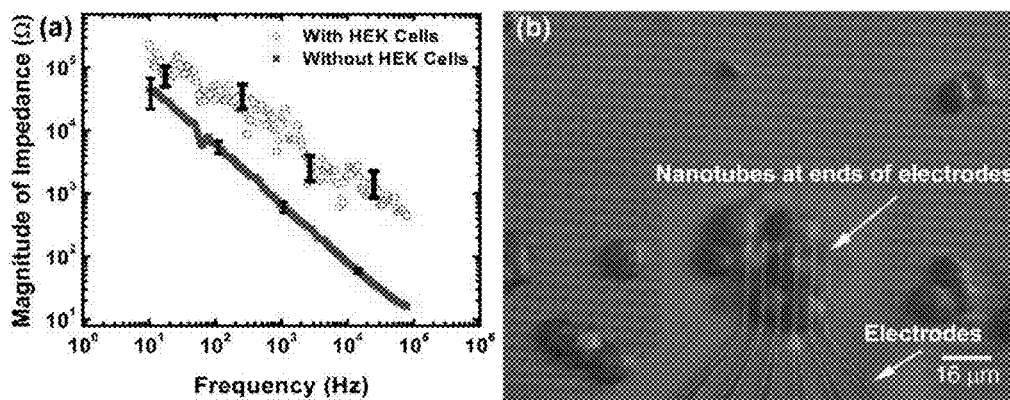 (a)
With HEK Cells
Without HEK Cells
Magnitude of Impedance (Ω)
10⁵
10⁴
10³
10²
10¹
10⁰ 10¹ 10² 10³ 10⁴ 10⁵ 10⁶
Frequency (Hz)
(b)
Nanotubes at ends of electrodes
Electrodes
16 μm